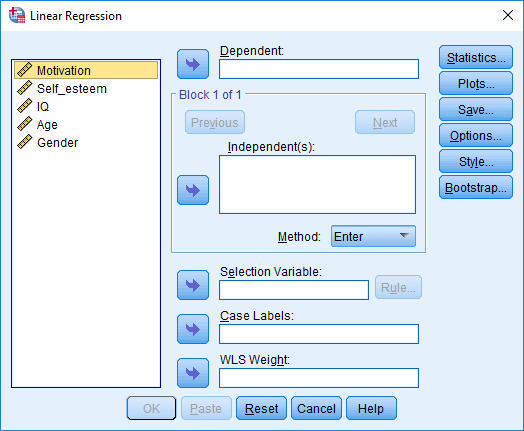 Linear Regression
Motivation
Self_esteem
IQ
Age
Gender
Dependent:
Block 1 of 1
Previous
Next
Independent(s):
Method:
Enter
Selection Variable:
Rule...
Case Labels:
WLS Weight:
Statistics...
Plots...
Save...
Options...
Style...
Bootstrap...
OK
Paste
Reset
Cancel
Help